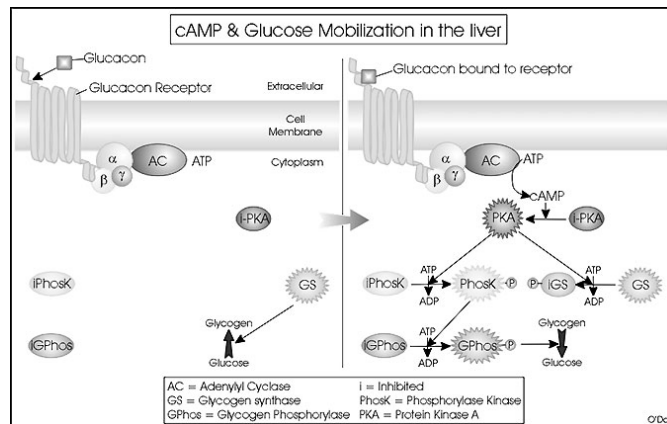 cAMP & Glucose Mobilization in the liver
Glucacon
Glucacon Receptor
Extracellular
Cell
Membrane
Cytoplasm
α
β
γ
AC
ATP
i-PKA
iPhosK
GS
iGPhos
Glycogen
Glucose
Glucacon bound to receptor
α
β
γ
AC
ATP
cAMP
PKA
i-PKA
iPhosK
ATP
ADP
PhosK
P
P
iGS
ATP
ADP
GS
iGPhos
ATP
ADP
GPhos
P
Glycogen
Glucose
AC = Adenylyl Cyclase
GS = Glycogen synthase
GPhos = Glycogen Phosphorylase
i = Inhibited
PhosK = Phosphorylase Kinase
PKA = Protein Kinase A